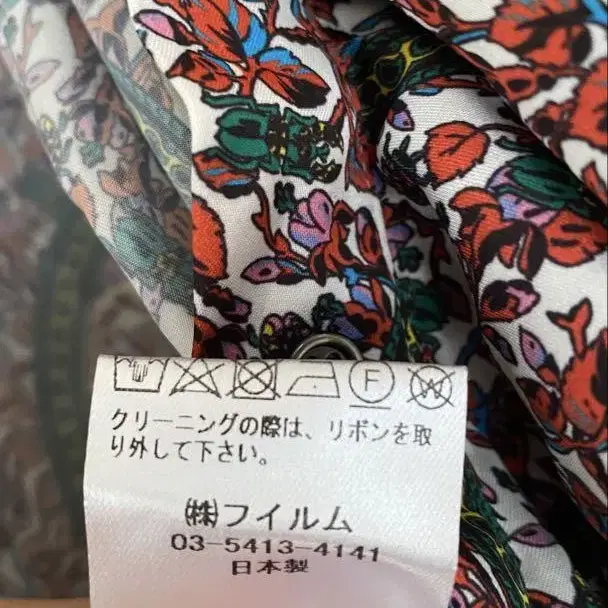 F W
クリーニングの際は、リボンを取
り外して下さい。
㈱フイルム
03-5413-4141
日本製